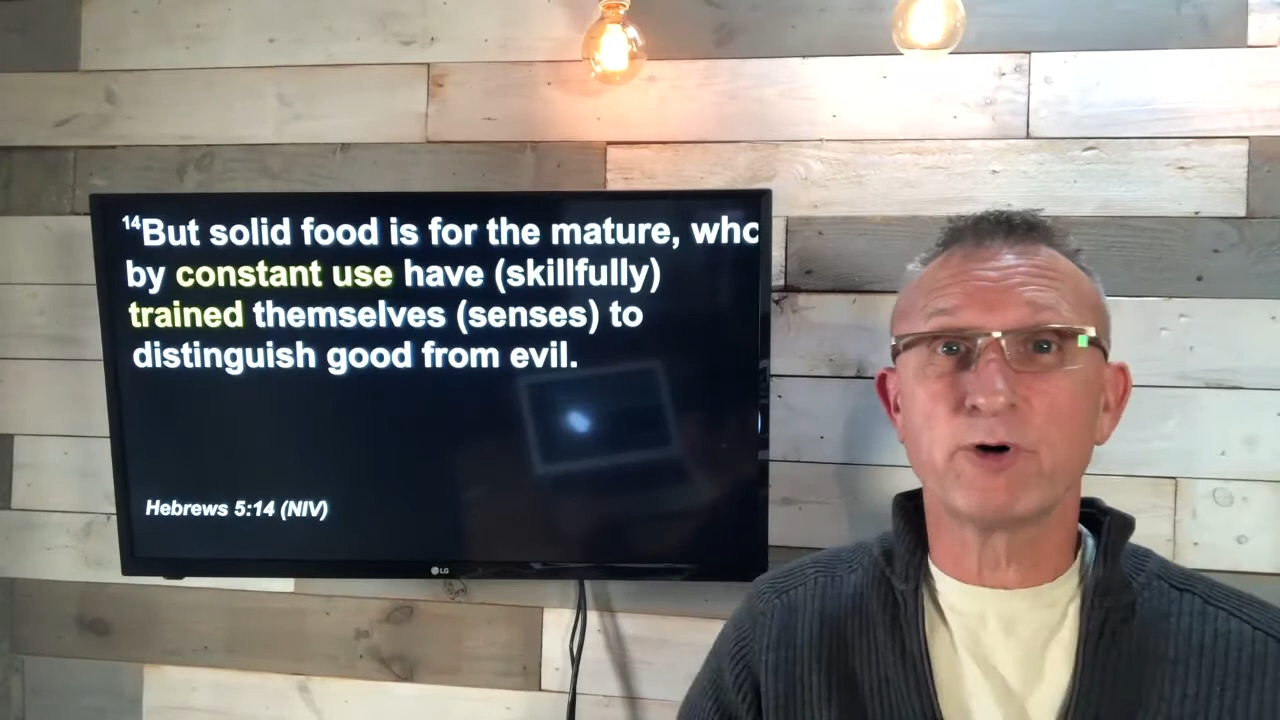 14But solid food is for the mature, who
by constant use have (skillfully)
trained themselves (senses) to
distinguish good from evil.
Hebrews 5:14 (NIV)
LG